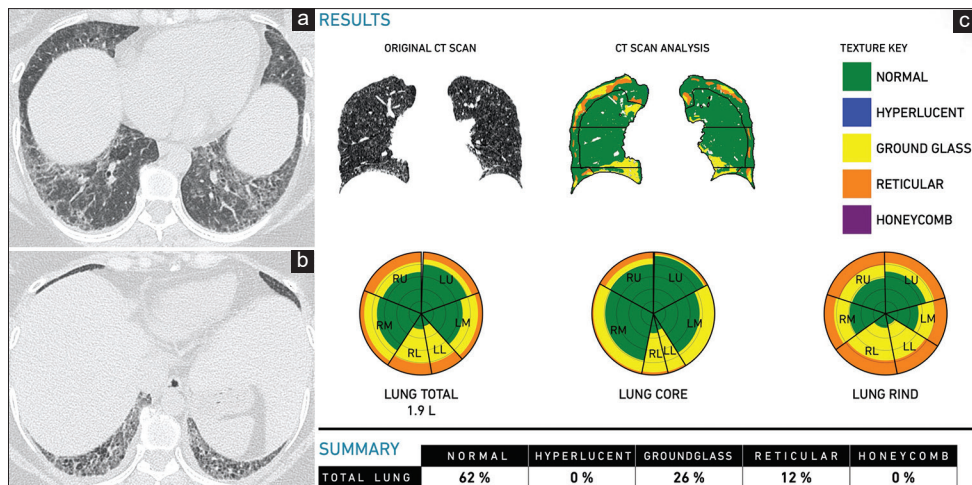 a
b
c
RESULTS
ORIGINAL CT SCAN
CT SCAN ANALYSIS
TEXTURE KEY
NORMAL
HYPERLUCENT
GROUND GLASS
RETICULAR
HONEYCOMB
RU LU
RM LM
RL LL
LUNG TOTAL
1.9 L
RU LU
RM LM
RL LL
LUNG CORE
RU LU
RM LM
RL LL
LUNG RIND
SUMMARY
NORMAL HYPERLUCENT GROUNDGLASS RETICULAR HONEYCOMB
TOTAL LUNG 62 % 0 % 26 % 12 % 0 %